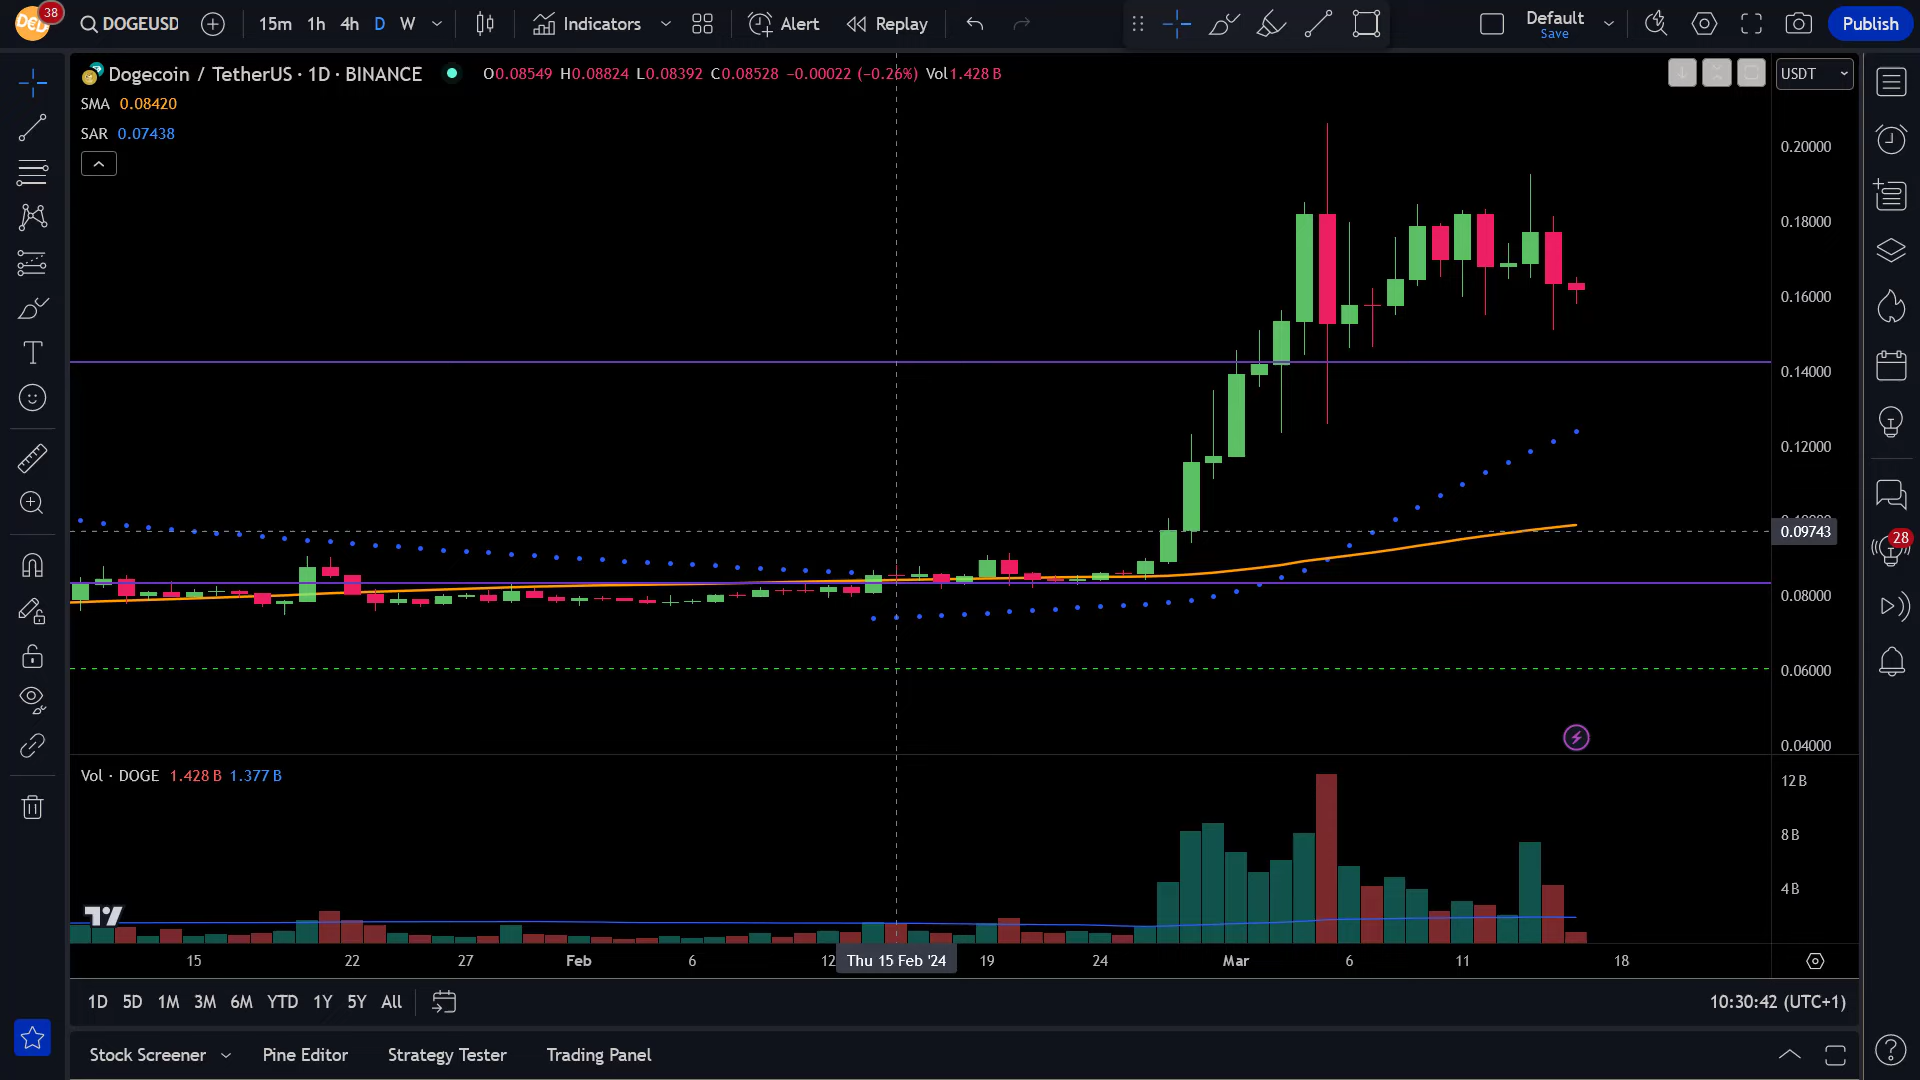 38
DOGEUSD
15m 1h 4h D W
Indicators
Alert
Replay
Default
Save
Publish
Dogecoin / TetherUS · 1D · BINANCE
O0.08549 H0.08824 L0.08392 C0.08528 −0.00022 (−0.26%) Vol1.428 B
USDT
SMA 0.08420
SAR 0.07438
0.20000
0.18000
0.16000
0.14000
0.12000
0.09743
0.08000
0.06000
0.04000
28
Vol · DOGE 1.428 B 1.377 B
12 B
8 B
4 B
15 22 27 Feb 6 12 Thu 15 Feb '24 19 24 Mar 6 11 18
1D 5D 1M 3M 6M YTD 1Y 5Y All
10:30:42 (UTC+1)
Stock Screener
Pine Editor
Strategy Tester
Trading Panel